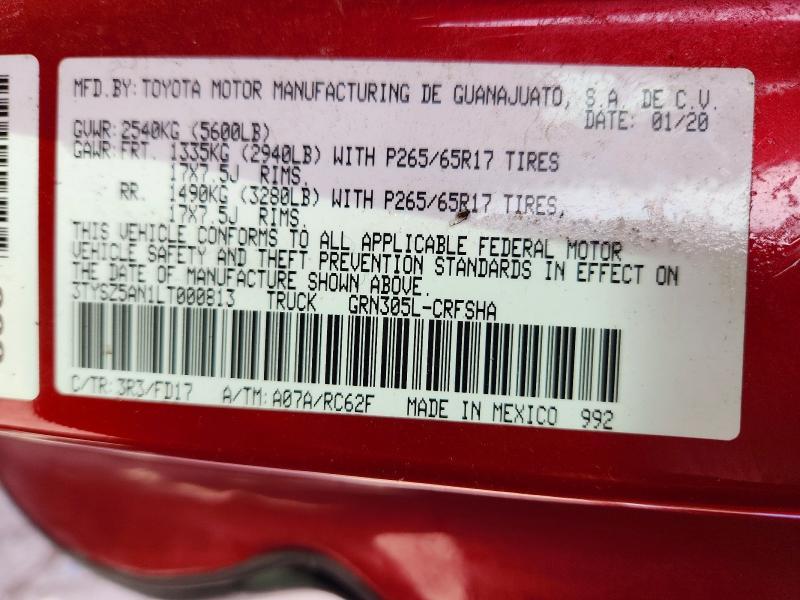 MFD. BY: TOYOTA MOTOR MANUFACTURING DE GUANAJUATO, S.A. DE C.V.
DATE: 01/20
GVWR: 2540KG (5600LB)
GAWR: FRT. 1335KG (2940LB) WITH P265/65R17 TIRES
17X7.5J RIMS.
RR. 1490KG (3280LB) WITH P265/65R17 TIRES,
17X7.5J RIMS.
THIS VEHICLE CONFORMS TO ALL APPLICABLE FEDERAL MOTOR
VEHICLE SAFETY AND THEFT PREVENTION STANDARDS IN EFFECT ON
THE DATE OF MANUFACTURE SHOWN ABOVE.
3TYSZ5AN1LT000813 TRUCK GRN305L-CRFSHA
C/TR: 3R3/FD17 A/TM: A07A/RC62F MADE IN MEXICO 992